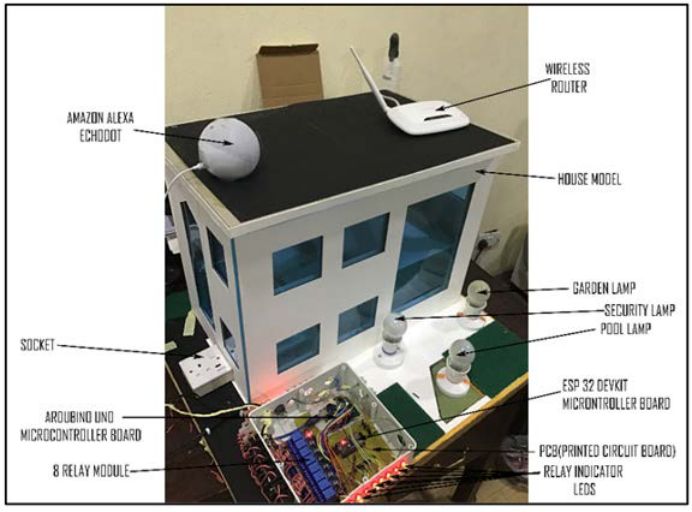 AMAZON ALEXA
ECHODOT
SOCKET
ARDUBINO UNO
MICROCONTROLLER BOARD
8 RELAY MODULE
WIRELESS
ROUTER
HOUSE MODEL
GARDEN LAMP
SECURITY LAMP
POOL LAMP
ESP 32 DEVKIT
MICRONTROLLER BOARD
PCB(PRINTED CIRCUIT BOARD)
RELAY INDICATOR
LEDS